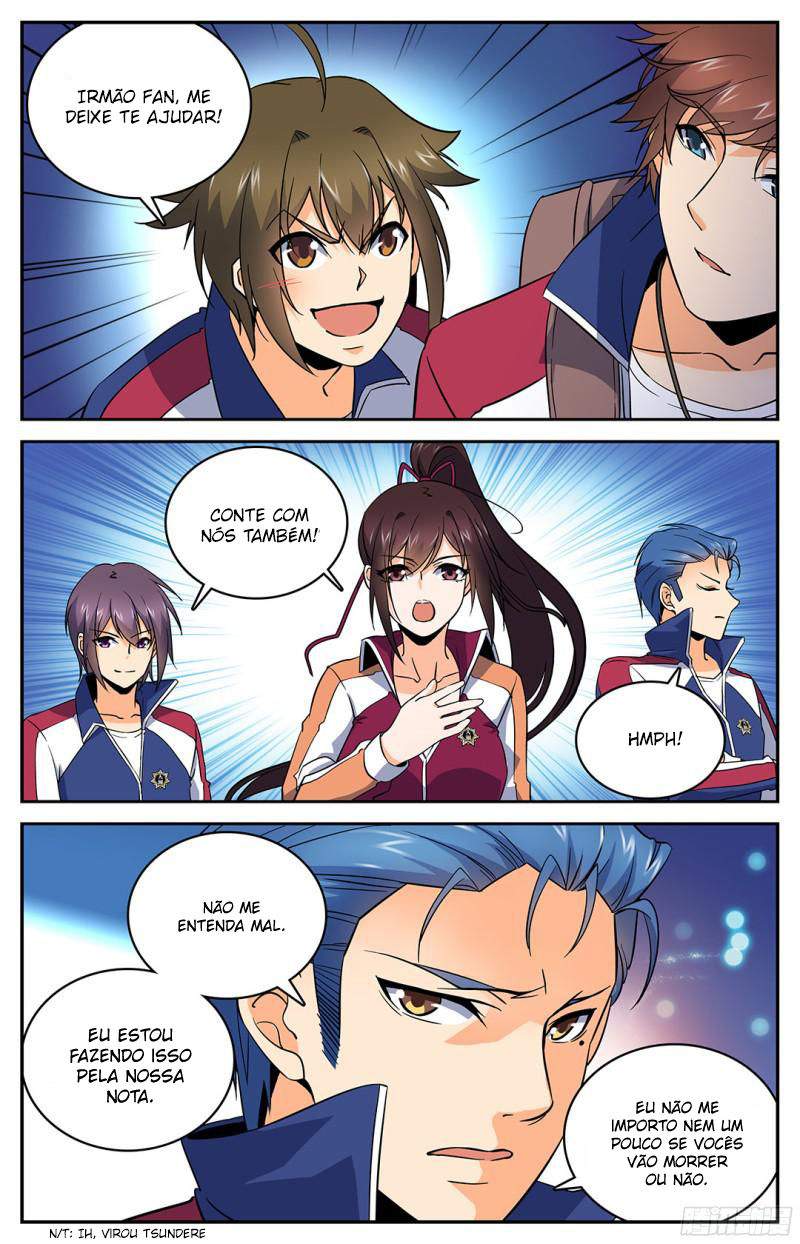 IRMÃO FAN, ME
DEIXE TE AJUDAR!
CONTE COM
NÓS TAMBÉM!
HMPH!
NÃO ME
ENTENDA MAL.
EU ESTOU
FAZENDO ISSO
PELA NOSSA
NOTA.
EU NÃO ME
IMPORTO NEM UM
POUCO SE VOCÊS
VÃO MORRER
OU NÃO.
N/T: IH, VIROU TSUNDERE